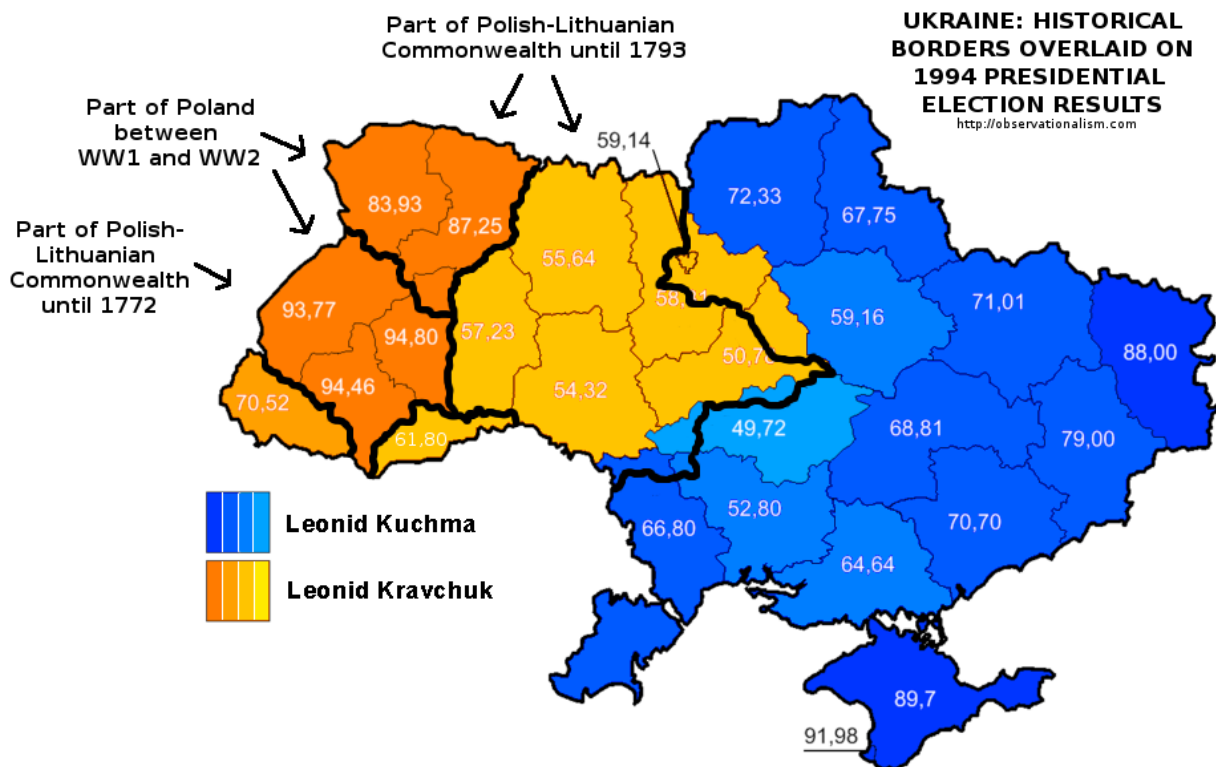 Part of Polish-Lithuanian
Commonwealth until 1793
UKRAINE: HISTORICAL
BORDERS OVERLAID ON
1994 PRESIDENTIAL
ELECTION RESULTS
http://observationalism.com
Part of Poland
between
WW1 and WW2
Part of Polish-
Lithuanian
Commonwealth
until 1772
59,14
83,93
87,25
72,33
67,75
55,64
93,77
94,80
57,23
59,16
71,01
88,00
94,46
54,32
70,52
61,80
49,72
68,81
79,00
66,80
52,80
70,70
64,64
89,7
91,98
Leonid Kuchma
Leonid Kravchuk